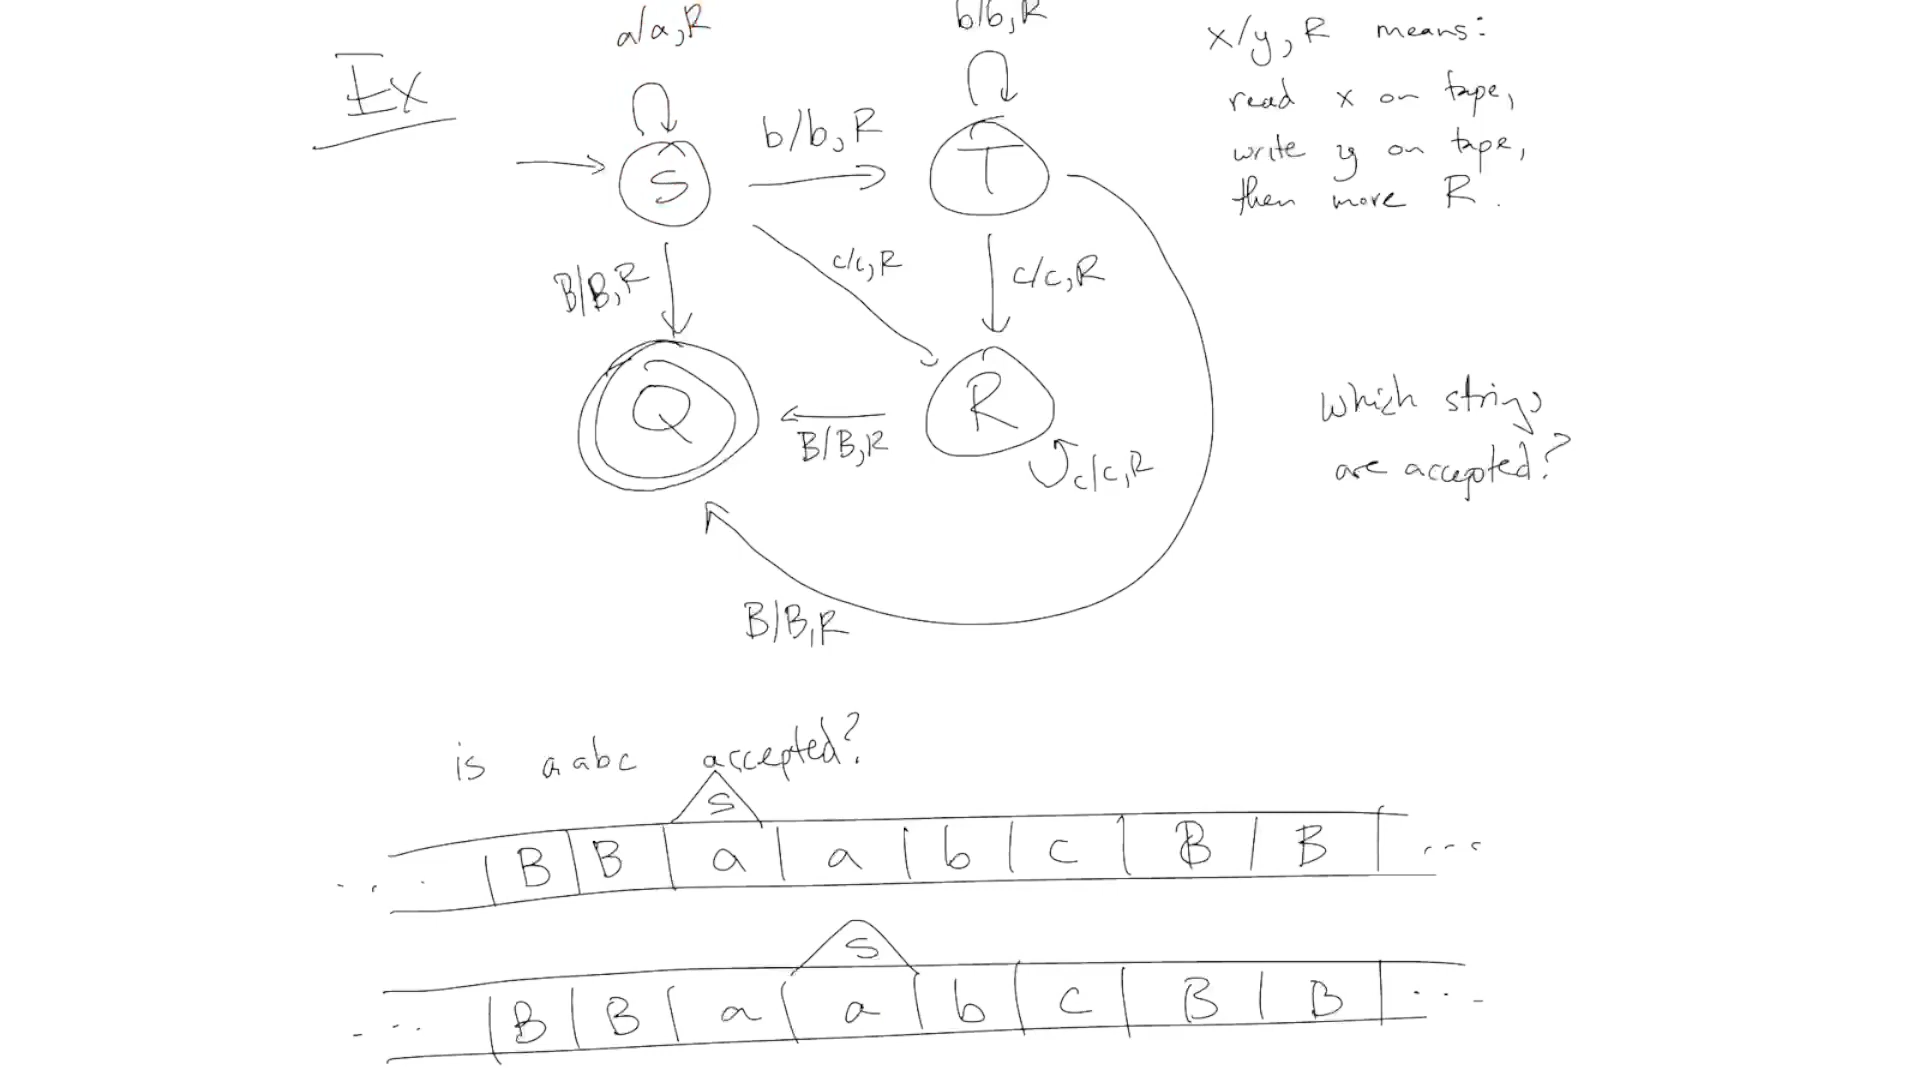 a/a,R
b/b,R
x/y, R means:
Ex
read x on tape,
b/b,R
S
T
write y on tape,
then move R.
B/B,R
c/c,R
c/c,R
Q
R
which strings
are accepted?
B/B,R
c/c,R
B/B,R
is aabc accepted?
S
... B B a a b c B B ...
S
... B B a a b c B B ...